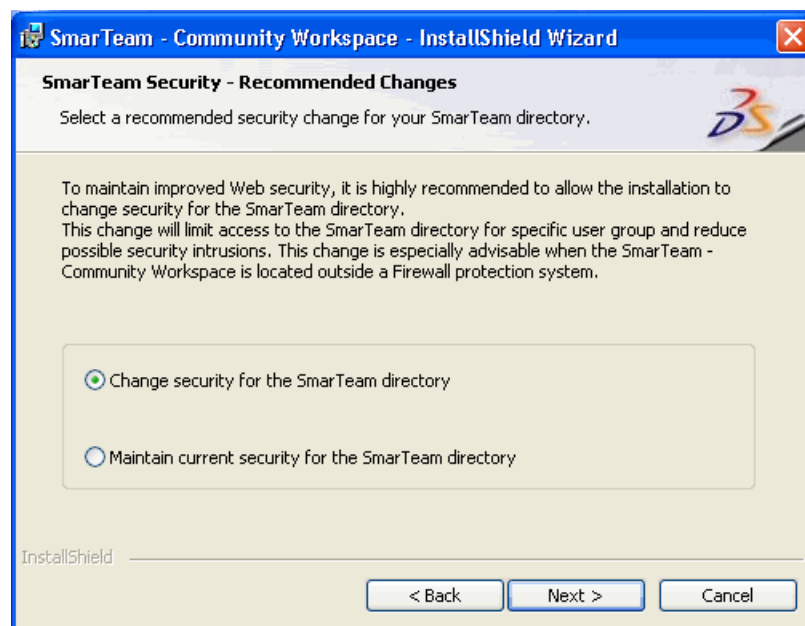 SmarTeam - Community Workspace - InstallShield Wizard
SmarTeam Security - Recommended Changes
Select a recommended security change for your SmarTeam directory.
To maintain improved Web security, it is highly recommended to allow the installation to
change security for the SmarTeam directory.
This change will limit access to the SmarTeam directory for specific user group and reduce
possible security intrusions. This change is especially advisable when the SmarTeam -
Community Workspace is located outside a Firewall protection system.
Change security for the SmarTeam directory
Maintain current security for the SmarTeam directory
InstallShield
< Back Next > Cancel